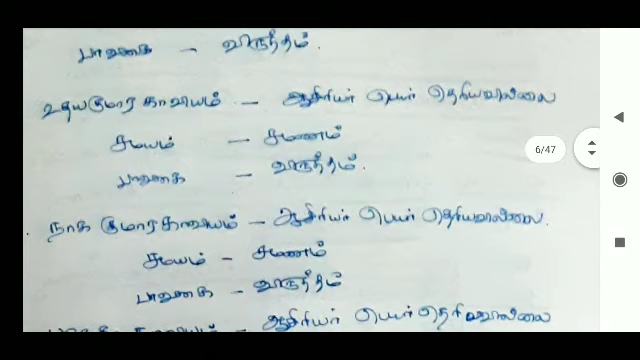 பாவகை - விருத்தம்.
உதயகுமார காவியம் - ஆசிரியர் பெயர் தெரியவில்லை
சமயம் - சமணம்
பாவகை - விருத்தம்.
6/47
நாக குமாரகாவியம் - ஆசிரியர் பெயர் தெரியவில்லை.
சமயம் - சமணம்
பாவகை - விருத்தம்
- ஆசிரியர் பெயர் தெரியவில்லை